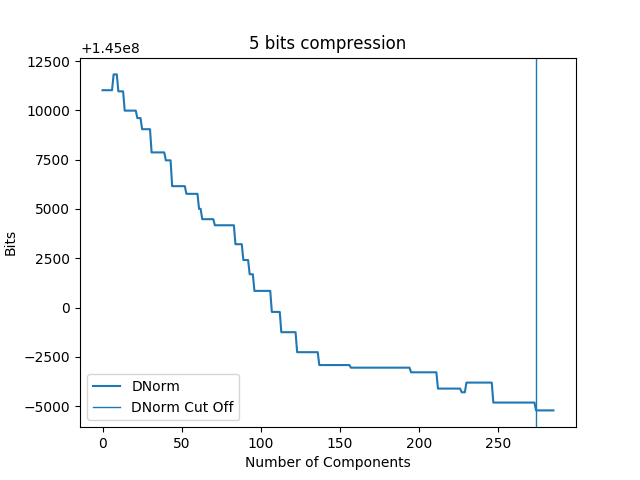 5 bits compression
+1.45e8
12500
10000
7500
5000
2500
0
−2500
−5000
Bits
0 50 100 150 200 250
Number of Components
DNorm
DNorm Cut Off